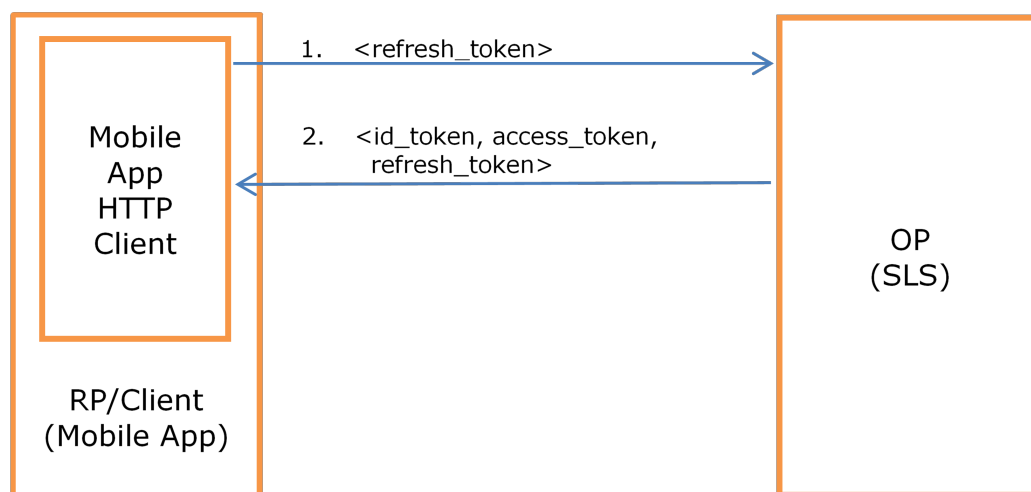 1. <refresh_token>
2. <id_token, access_token,
refresh_token>
Mobile
App
HTTP
Client
OP
(SLS)
RP/Client
(Mobile App)